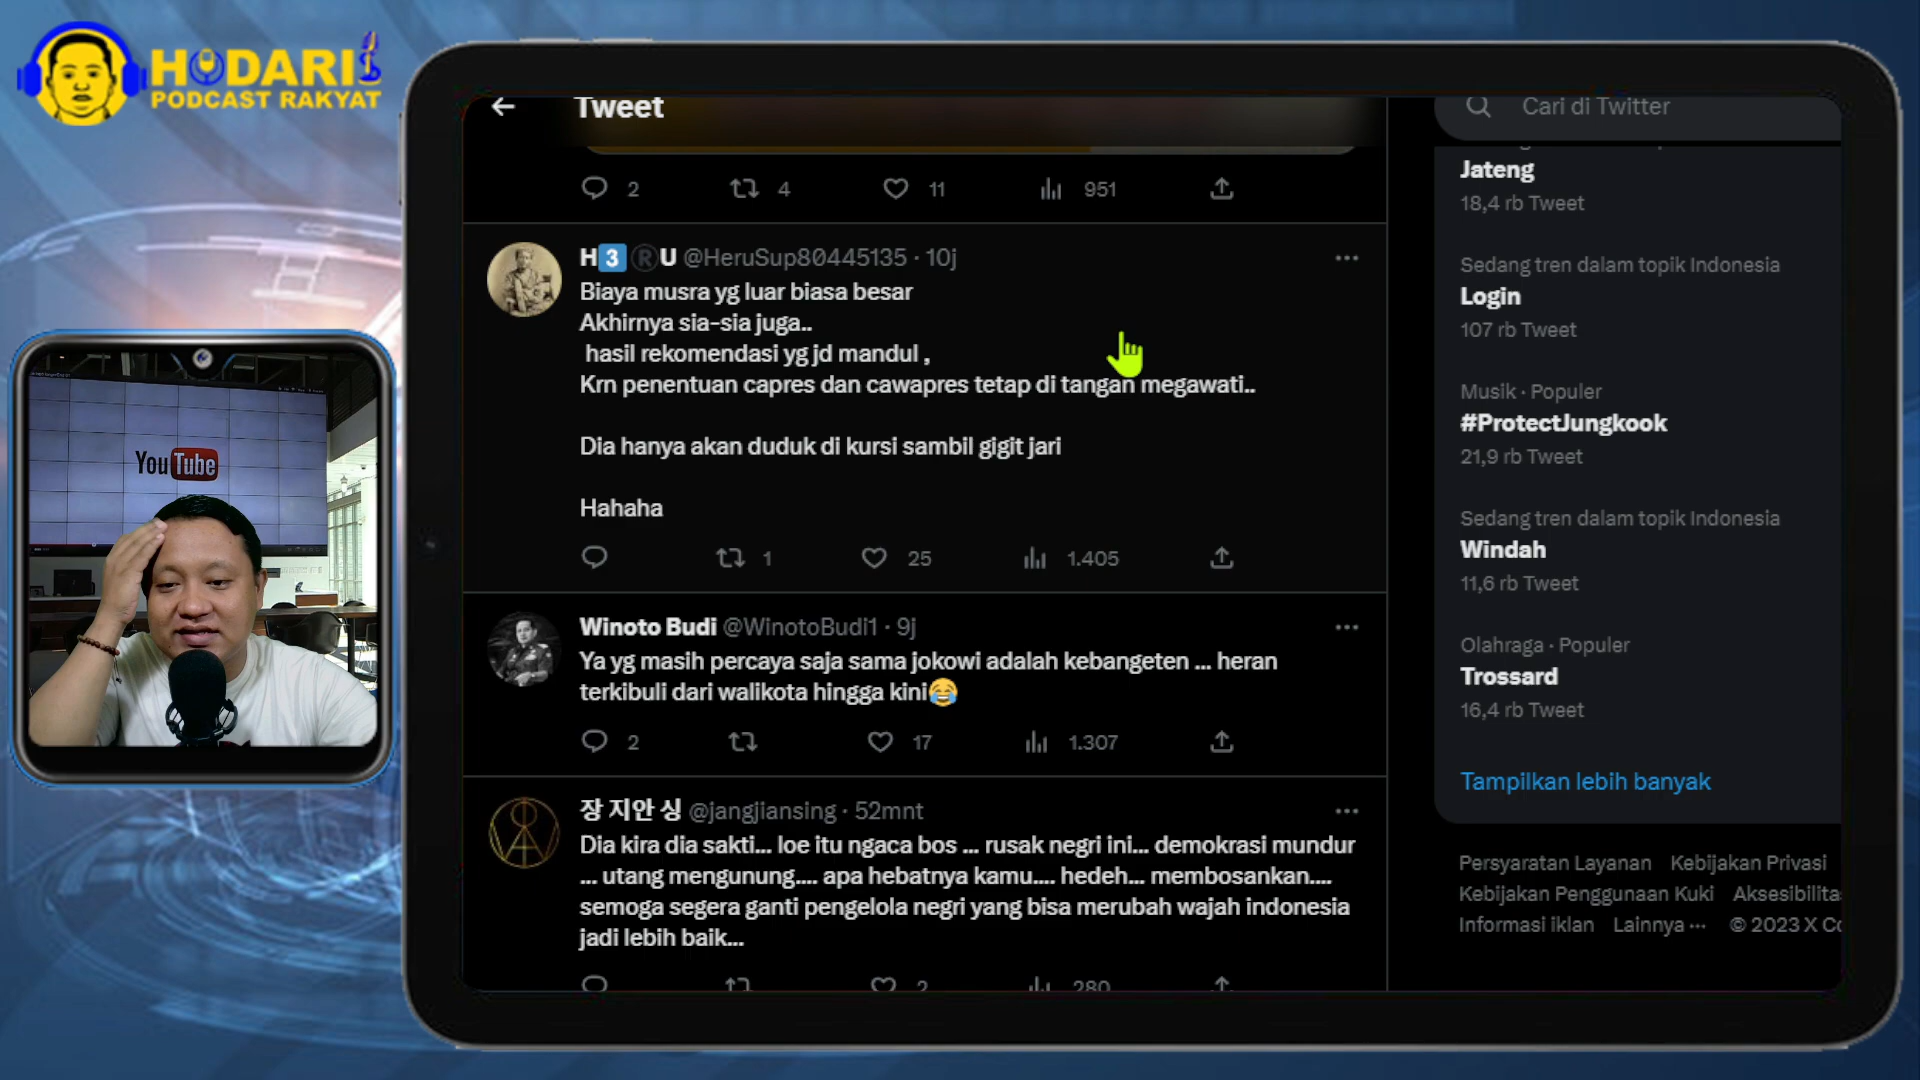 HODARI
PODCAST RAKYAT
YouTube
Tweet
2 4 11 951
H3RU @HeruSup80445135 · 10j
Biaya musra yg luar biasa besar
Akhirnya sia-sia juga..
hasil rekomendasi yg jd mandul ,
Krn penentuan capres dan cawapres tetap di tangan megawati..
Dia hanya akan duduk di kursi sambil gigit jari
Hahaha
1 25 1.405
Winoto Budi @WinotoBudi1 · 9j
Ya yg masih percaya saja sama jokowi adalah kebangeten ... heran
terkibuli dari walikota hingga kini😂
2 17 1.307
장 지안 싱 @jangjiansing · 52mnt
Dia kira dia sakti... loe itu ngaca bos ... rusak negri ini... demokrasi mundur
... utang mengunung.... apa hebatnya kamu.... hedeh... membosankan....
semoga segera ganti pengelola negri yang bisa merubah wajah indonesia
jadi lebih baik...
2 280
Cari di Twitter
Jateng
18,4 rb Tweet
Sedang tren dalam topik Indonesia
Login
107 rb Tweet
Musik · Populer
#ProtectJungkook
21,9 rb Tweet
Sedang tren dalam topik Indonesia
Windah
11,6 rb Tweet
Olahraga · Populer
Trossard
16,4 rb Tweet
Tampilkan lebih banyak
Persyaratan Layanan Kebijakan Privasi
Kebijakan Penggunaan Kuki Aksesibilita
Informasi iklan Lainnya ··· © 2023 X Co